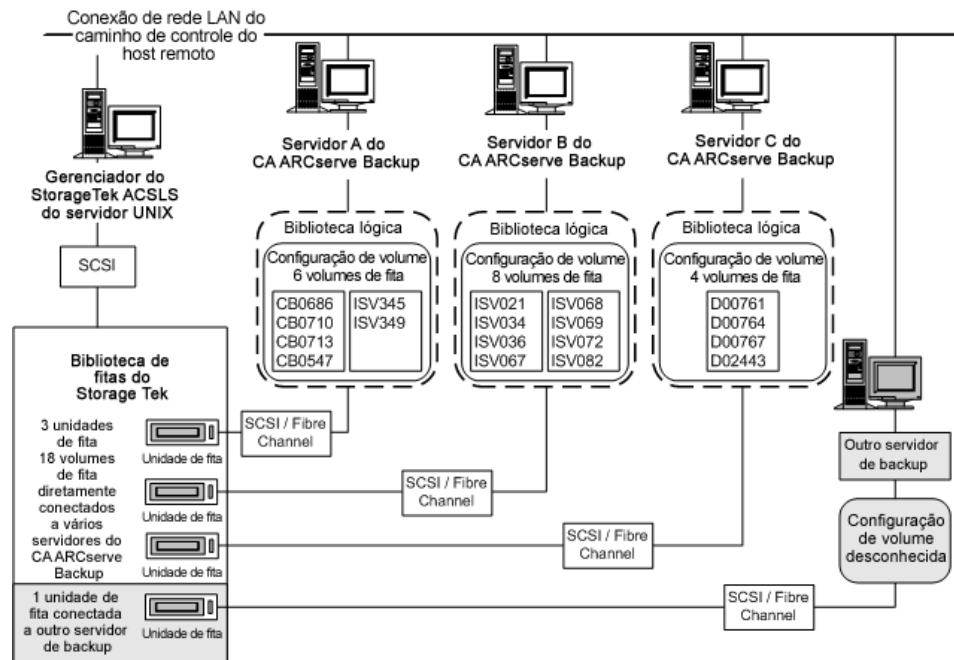 Conexão de rede LAN do
caminho de controle do
host remoto
Gerenciador do
StorageTek ACSLS
do servidor UNIX
SCSI
Servidor A do
CA ARCserve Backup
Servidor B do
CA ARCserve Backup
Servidor C do
CA ARCserve Backup
Biblioteca lógica
Configuração de volume
6 volumes de fita
CB0686
CB0710
CB0713
CB0547
ISV345
ISV349
Biblioteca lógica
Configuração de volume
8 volumes de fita
ISV021
ISV034
ISV036
ISV067
ISV068
ISV069
ISV072
ISV082
Biblioteca lógica
Configuração de volume
4 volumes de fita
D00761
D00764
D00767
D02443
Biblioteca de
fitas do
Storage Tek
3 unidades
de fita
18 volumes
de fita
diretamente
conectados
a vários
servidores do
CA ARCserve
Backup
Unidade de fita
Unidade de fita
Unidade de fita
SCSI / Fibre
Channel
SCSI / Fibre
Channel
SCSI / Fibre
Channel
Outro servidor
de backup
Configuração
de volume
desconhecida
1 unidade de
fita conectada
a outro servidor
de backup
Unidade de fita
SCSI / Fibre
Channel